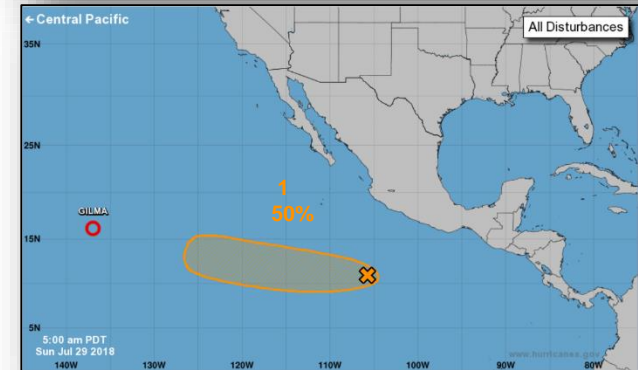 ← Central Pacific
All Disturbances
35N
25N
1
50%
GILMA
15N
5N
5:00 am PDT
Sun Jul 29 2018
www.hurricanes.gov
140W 130W 120W 110W 100W 90W 80W